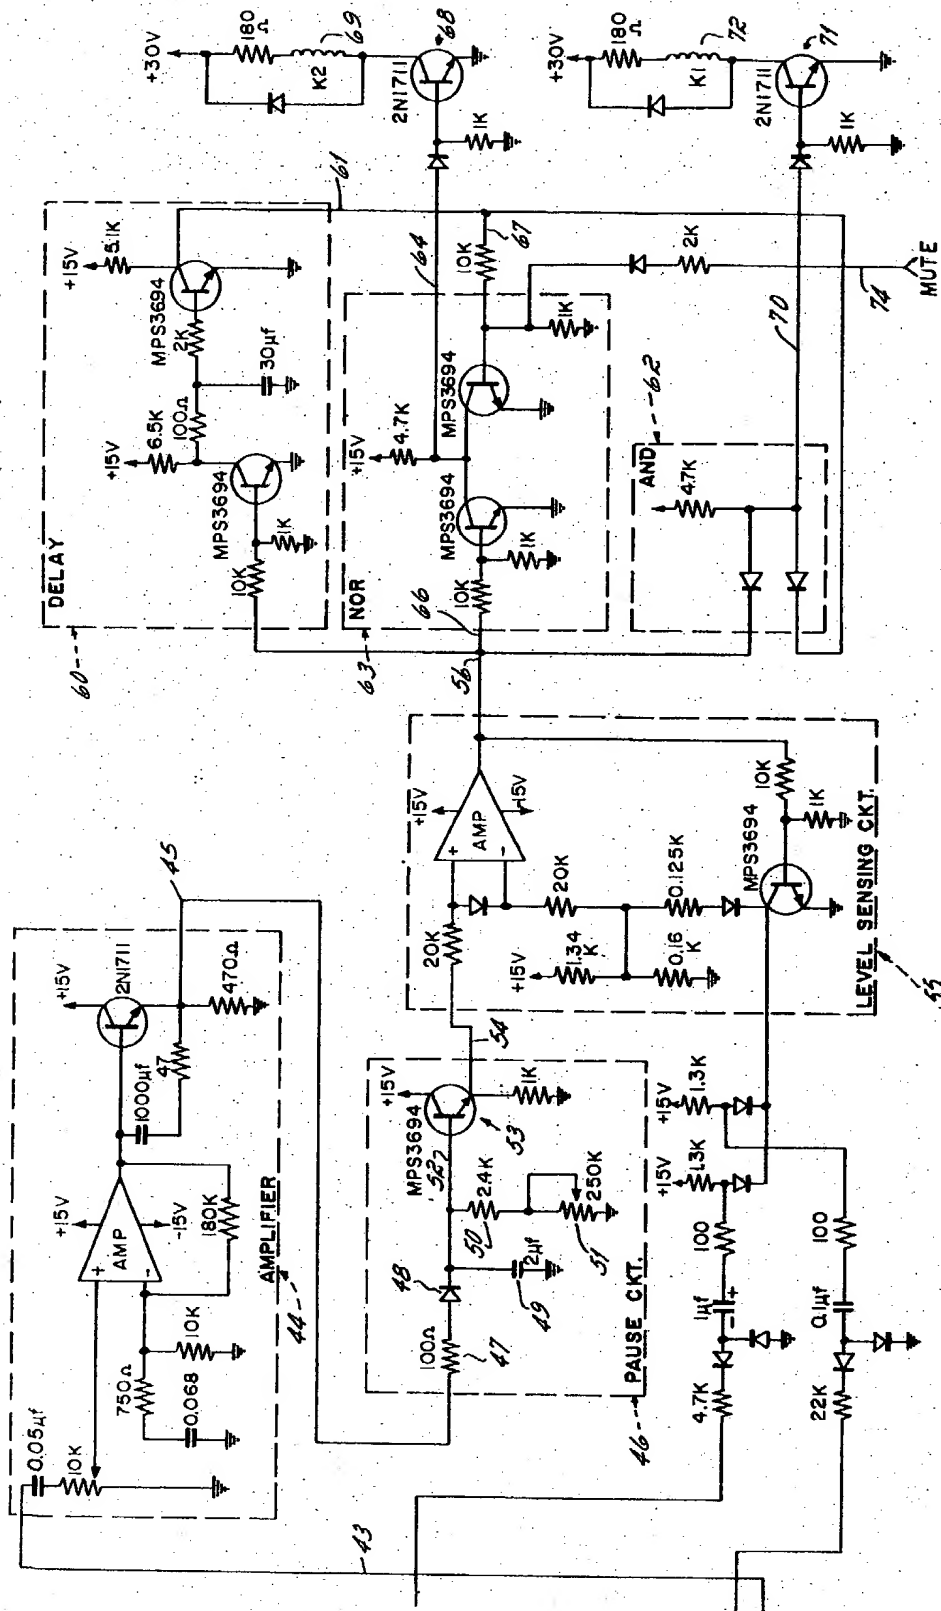 +30V
180
Ω
69
K2
68
2N1711
1K
+30V
180
Ω
72
K1
71
2N1711
1K
61
64
67
10K
2K
74
MUTE
70
62
DELAY
60
+15V
5.1K
MPS3694
2K
30μf
100Ω
+15V
6.5K
MPS3694
1K
10K
NOR
63
+15V
4.7K
MPS3694
1K
MPS3694
1K
10K
66
56
AND
4.7K
+15V
AMP
+
-
-15V
10K
1K
MPS3694
20K
20K
0.125K
+15V
1.34
K
0.16
K
LEVEL SENSING CKT.
55
54
45
+15V
2N1711
470Ω
47
1000μf
+15V
AMP
+
-
-15V
180K
10K
750Ω
0.068
0.05μf
10K
AMPLIFIER
44
43
+15V
MPS3694
52
53
1K
2.4K
50
250K
51
48
2μf
49
100Ω
47
PAUSE CKT.
46
+15V
1.3K
+15V
1.3K
100
1μf
-
+
4.7K
100
0.1μf
22K